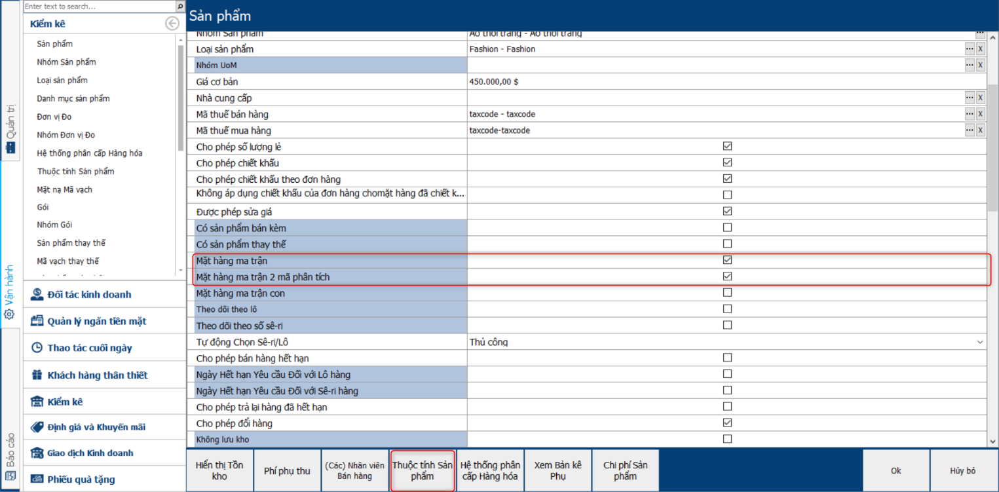 Enter text to search...
Kiểm kê
Sản phẩm
Nhóm Sản phẩm
Loại sản phẩm
Danh mục sản phẩm
Đơn vị Đo
Nhóm Đơn vị Đo
Hệ thống phân cấp Hàng hóa
Thuộc tính Sản phẩm
Mặt nạ Mã vạch
Gói
Nhóm Gói
Sản phẩm thay thế
Mã vạch thay thế
Đối tác kinh doanh
Quản lý ngăn tiền mặt
Thao tác cuối ngày
Khách hàng thân thiết
Kiểm kê
Định giá và Khuyến mãi
Giao dịch Kinh doanh
Phiếu quà tặng
Quản trị
Vận hành
Báo cáo
Sản phẩm
Nhóm Sản phẩm Áo thời trang - Áo thời trang ...
Loại sản phẩm Fashion - Fashion ... X
Nhóm UoM ... X
Giá cơ bản 450.000,00 $
Nhà cung cấp ... X
Mã thuế bán hàng taxcode - taxcode ... X
Mã thuế mua hàng taxcode-taxcode ... X
Cho phép số lượng lẻ
Cho phép chiết khấu
Cho phép chiết khấu theo đơn hàng
Không áp dụng chiết khấu của đơn hàng chomặt hàng đã chiết k...
Được phép sửa giá
Có sản phẩm bán kèm
Có sản phẩm thay thế
Mặt hàng ma trận
Mặt hàng ma trận 2 mã phân tích
Mặt hàng ma trận con
Theo dõi theo lô
Theo dõi theo số sê-ri
Tự động Chọn Sê-ri/Lô Thủ công
Cho phép bán hàng hết hạn
Ngày Hết hạn Yêu cầu Đối với Lô hàng
Ngày Hết hạn Yêu cầu Đối với Sê-ri hàng
Cho phép trả lại hàng đã hết hạn
Cho phép đổi hàng
Không lưu kho
Hiển thị Tồn
kho
Phí phụ thu
(Các) Nhân viên
Bán hàng
Thuộc tính Sản
phẩm
Hệ thống phân
cấp Hàng hóa
Xem Bản kê
Phụ
Chi phí Sản
phẩm
Ok
Hủy bỏ